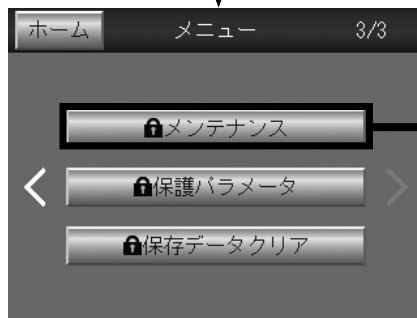 ホーム メニュー 3/3
メンテナンス
保護パラメータ
保存データクリア